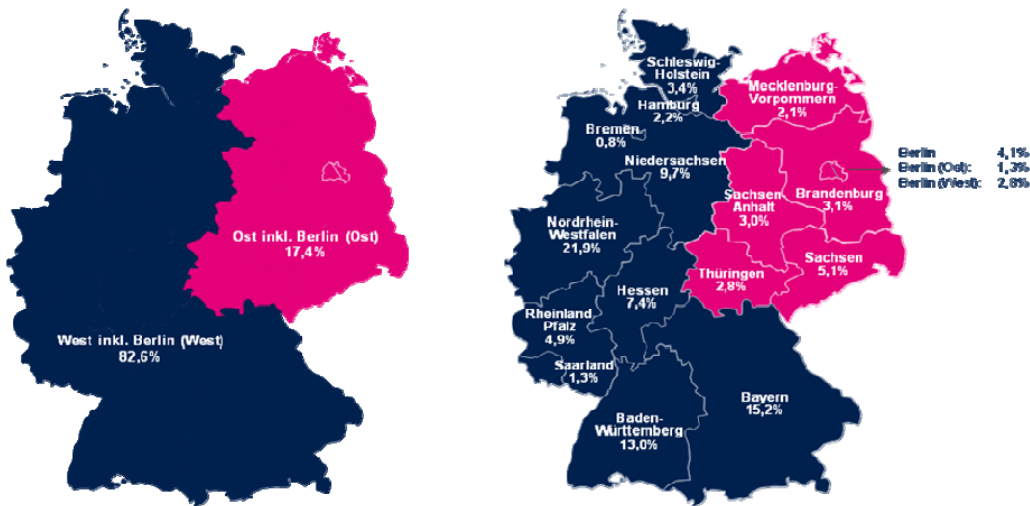 Ost inkl. Berlin (Ost)
17,4%
West inkl. Berlin (West)
82,6%
Schleswig-
Holstein
3,4%
Hamburg
2,2%
Bremen
0,8%
Mecklenburg-
Vorpommern
2,1%
Berlin 4,1%
Berlin (Ost): 1,3%
Berlin (West): 2,8%
Niedersachsen
9,7%
Sachsen
Anhalt
3,0%
Brandenburg
3,1%
Nordrhein-
Westfalen
21,9%
Sachsen
5,1%
Thüringen
2,8%
Hessen
7,4%
Rheinland
Pfalz
4,9%
Saarland
1,3%
Bayern
15,2%
Baden-
Württemberg
13,0%